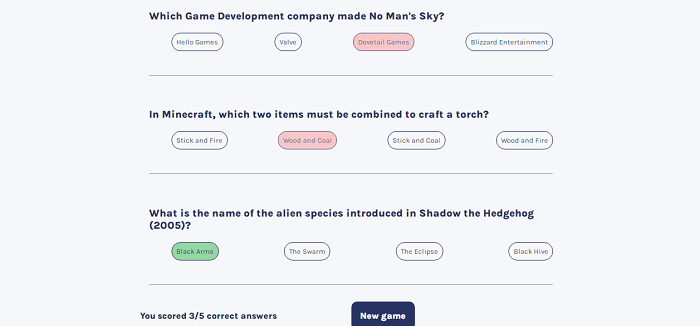 Which Game Development company made No Man's Sky?
Hello Games Valve Dovetail Games Blizzard Entertainment
In Minecraft, which two items must be combined to craft a torch?
Stick and Fire Wood and Coal Stick and Coal Wood and Fire
What is the name of the alien species introduced in Shadow the Hedgehog
(2005)?
Black Arms The Swarm The Eclipse Black Hive
You scored 3/5 correct answers New game